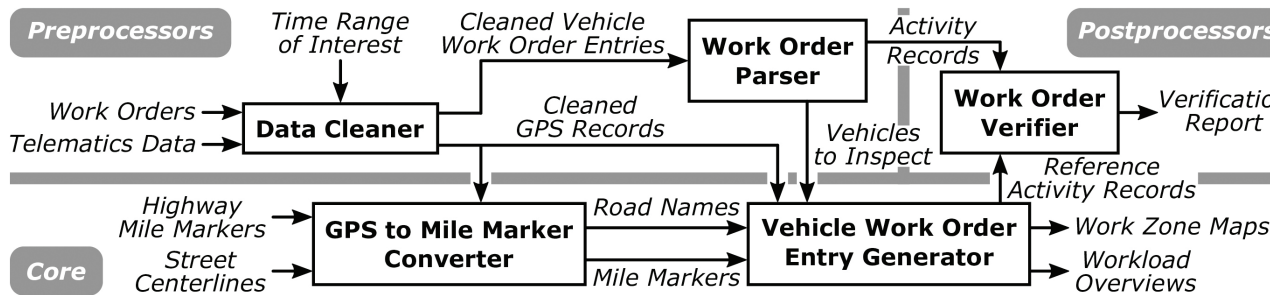 Preprocessors
Time Range
of Interest
Cleaned Vehicle
Work Order Entries
Work Order
Parser
Activity
Records
Postprocessors
Work Orders
Telematics Data
Data Cleaner
Cleaned
GPS Records
Vehicles
to Inspect
Work Order
Verifier
Verificatio
Report
Reference
Activity Records
Highway
Mile Markers
Street
Centerlines
GPS to Mile Marker
Converter
Road Names
Mile Markers
Vehicle Work Order
Entry Generator
Work Zone Maps
Workload
Overviews
Core